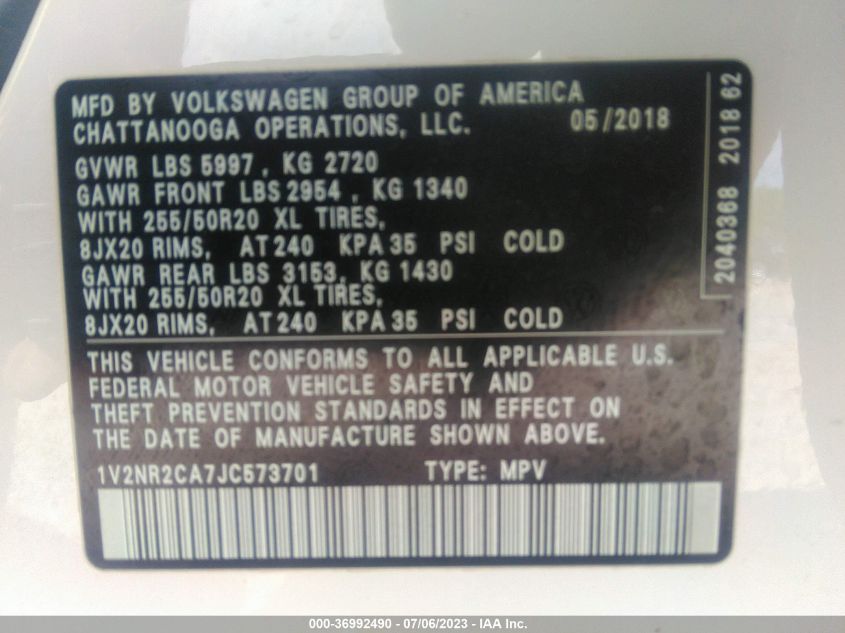 MFD BY VOLKSWAGEN GROUP OF AMERICA
CHATTANOOGA OPERATIONS, LLC. 05/2018
GVWR LBS 5997, KG 2720
GAWR FRONT LBS 2954, KG 1340
WITH 255/50R20 XL TIRES,
8JX20 RIMS, AT 240 KPA 35 PSI COLD
GAWR REAR LBS 3153, KG 1430
WITH 255/50R20 XL TIRES,
8JX20 RIMS, AT 240 KPA 35 PSI COLD
2040368 2018 62
THIS VEHICLE CONFORMS TO ALL APPLICABLE U.S.
FEDERAL MOTOR VEHICLE SAFETY AND
THEFT PREVENTION STANDARDS IN EFFECT ON
THE DATE OF MANUFACTURE SHOWN ABOVE.
1V2NR2CA7JC573701 TYPE: MPV
000-36992490 - 07/06/2023 - IAA Inc.